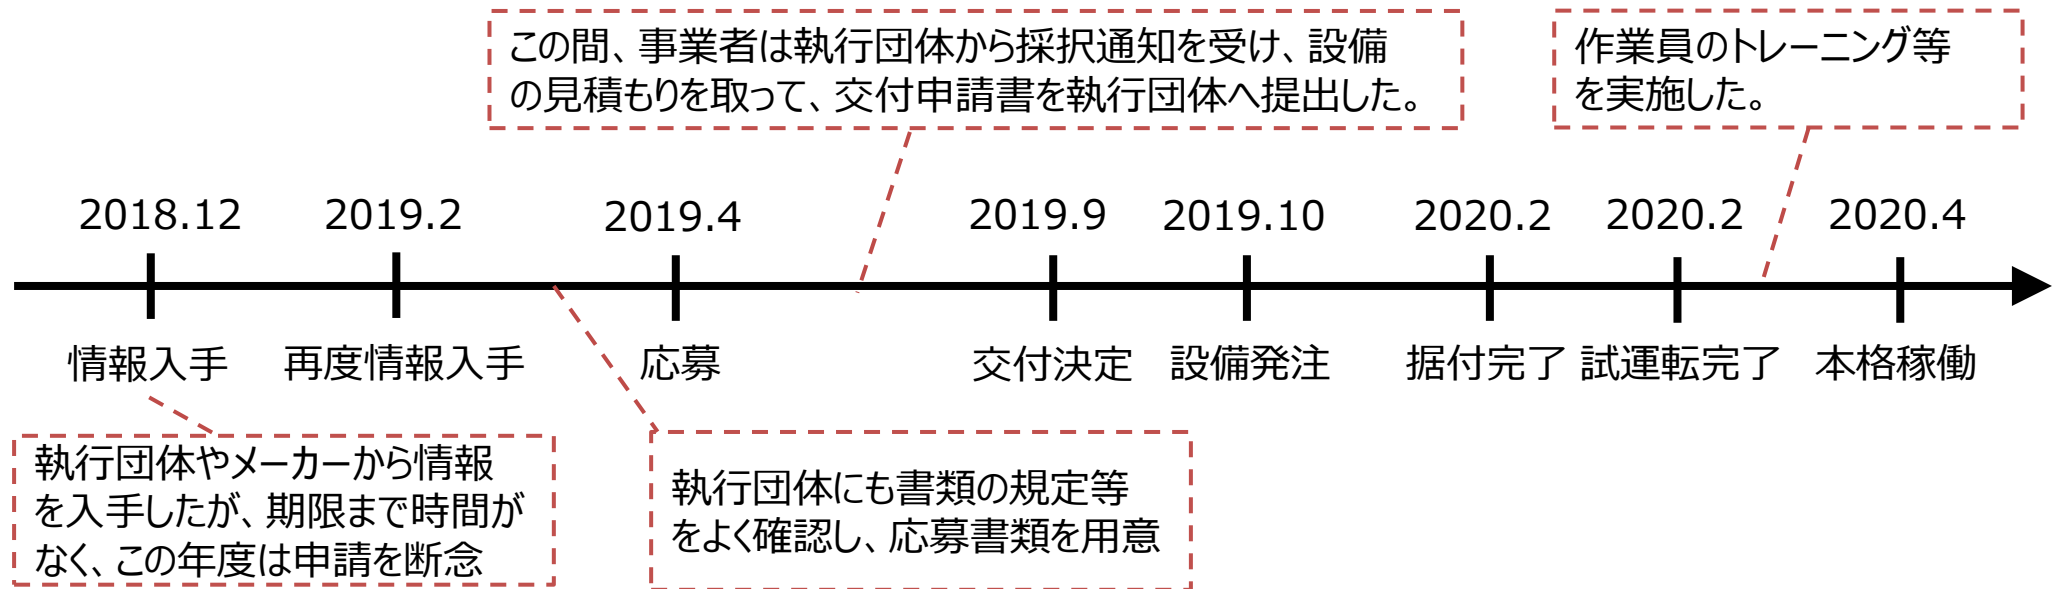 この間、事業者は執行団体から採択通知を受け、設備
の見積もりを取って、交付申請書を執行団体へ提出した。
作業員のトレーニング等
を実施した。
2018.12
2019.2
2019.4
2019.9
2019.10
2020.2
2020.2
2020.4
情報入手
再度情報入手
応募
交付決定
設備発注
据付完了
試運転完了
本格稼働
執行団体やメーカーから情報
を入手したが、期限まで時間が
なく、この年度は申請を断念
執行団体にも書類の規定等
をよく確認し、応募書類を用意